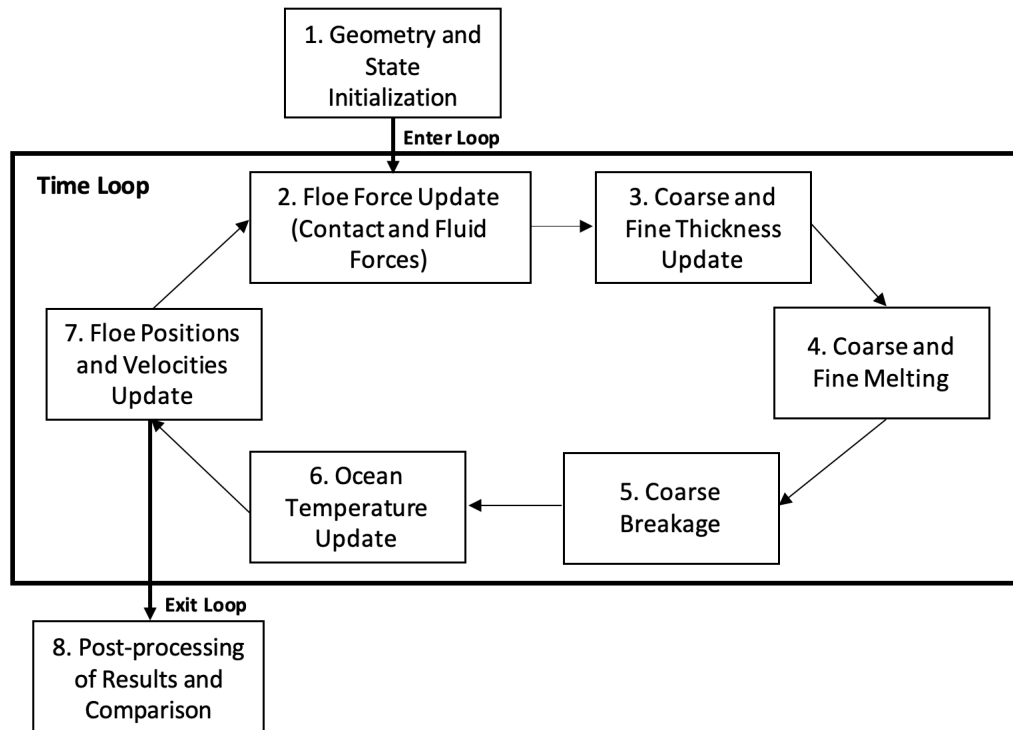 1. Geometry and
State
Initialization
Enter Loop
Time Loop
2. Floe Force Update
(Contact and Fluid
Forces)
3. Coarse and
Fine Thickness
Update
7. Floe Positions
and Velocities
Update
4. Coarse and
Fine Melting
6. Ocean
Temperature
Update
5. Coarse
Breakage
Exit Loop
8. Post-processing
of Results and
Comparison